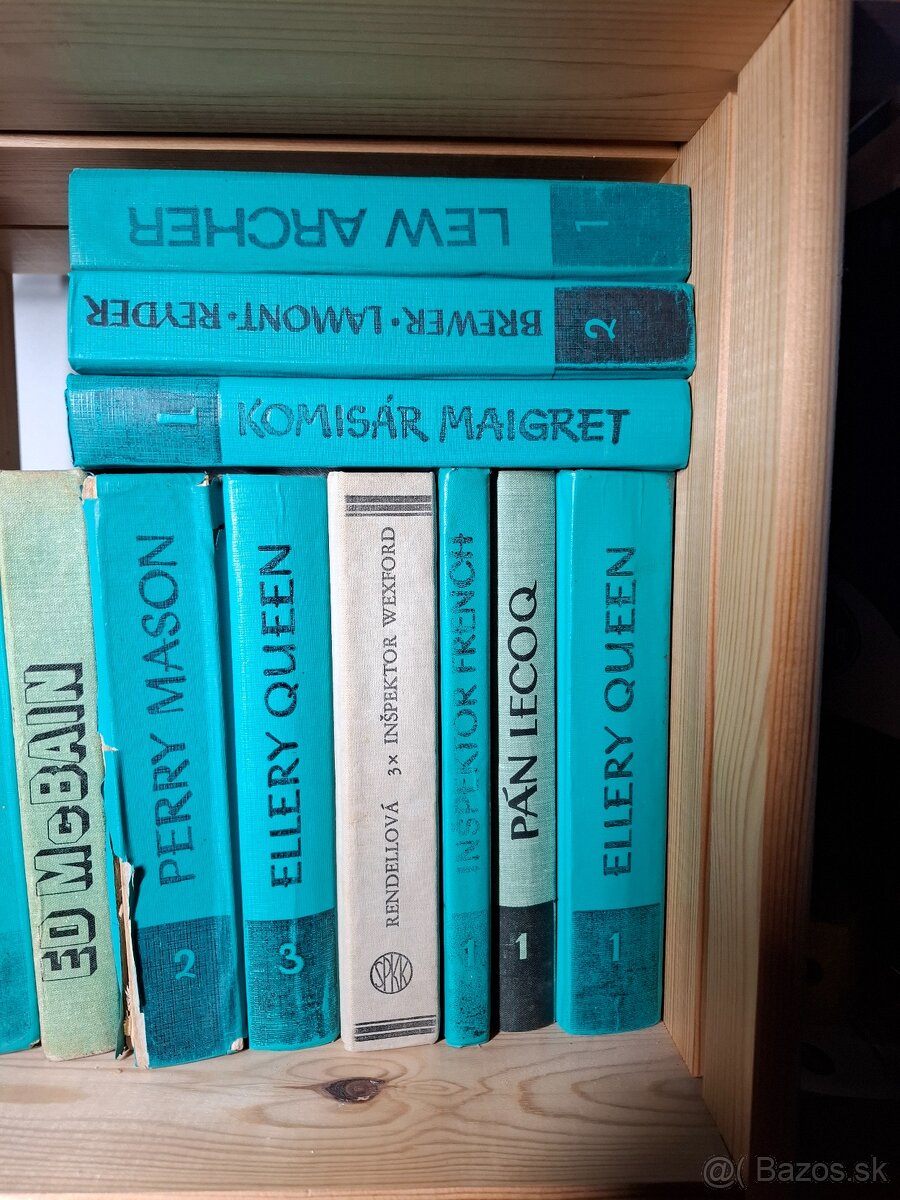 LEW ARCHER 1
BREWER · LAMONT · REYDER 2
1 KOMISÁR MAIGRET
ED McBAIN
PERRY MASON 2
ELLERY QUEEN 3
RENDELLOVÁ 3× INŠPEKTOR WEXFORD SPKK
INŠPEKTOR FRENCH 1
PÁN LECOQ 1
ELLERY QUEEN 1
@( Bazos.sk